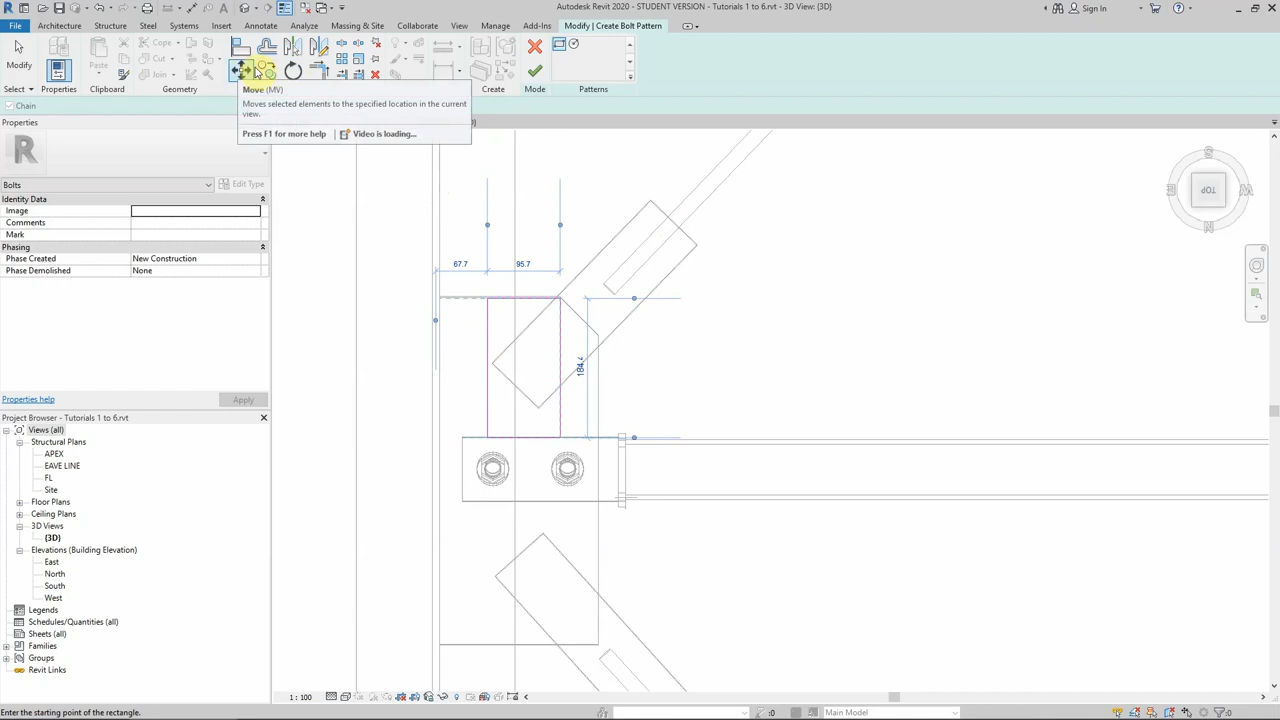 Autodesk Revit 2020 - STUDENT VERSION - Tutorials 1 to 6.rvt - 3D View: {3D}
Sign In
File Architecture Structure Steel Systems Insert Annotate Analyze Massing & Site Collaborate View Manage Add-Ins Modify | Create Bolt Pattern
Modify
Paste
Cope
Cut
Join
Select Properties Clipboard Geometry Create Mode Patterns
Move (MV)
Moves selected elements to the specified location in the current
view.
Press F1 for more help Video is loading...
Chain
Properties
Bolts
Edit Type
Identity Data
Image
Comments
Mark
Phasing
Phase Created New Construction
Phase Demolished None
Properties help
Apply
Project Browser - Tutorials 1 to 6.rvt
Views (all)
Structural Plans
APEX
EAVE LINE
FL
Site
Floor Plans
Ceiling Plans
3D Views
{3D}
Elevations (Building Elevation)
East
North
South
West
Legends
Schedules/Quantities (all)
Sheets (all)
Families
Groups
Revit Links
67.7
95.7
184.4
S
E
TOP
W
N
1 : 100
Enter the starting point of the rectangle.
:0
Main Model
:0